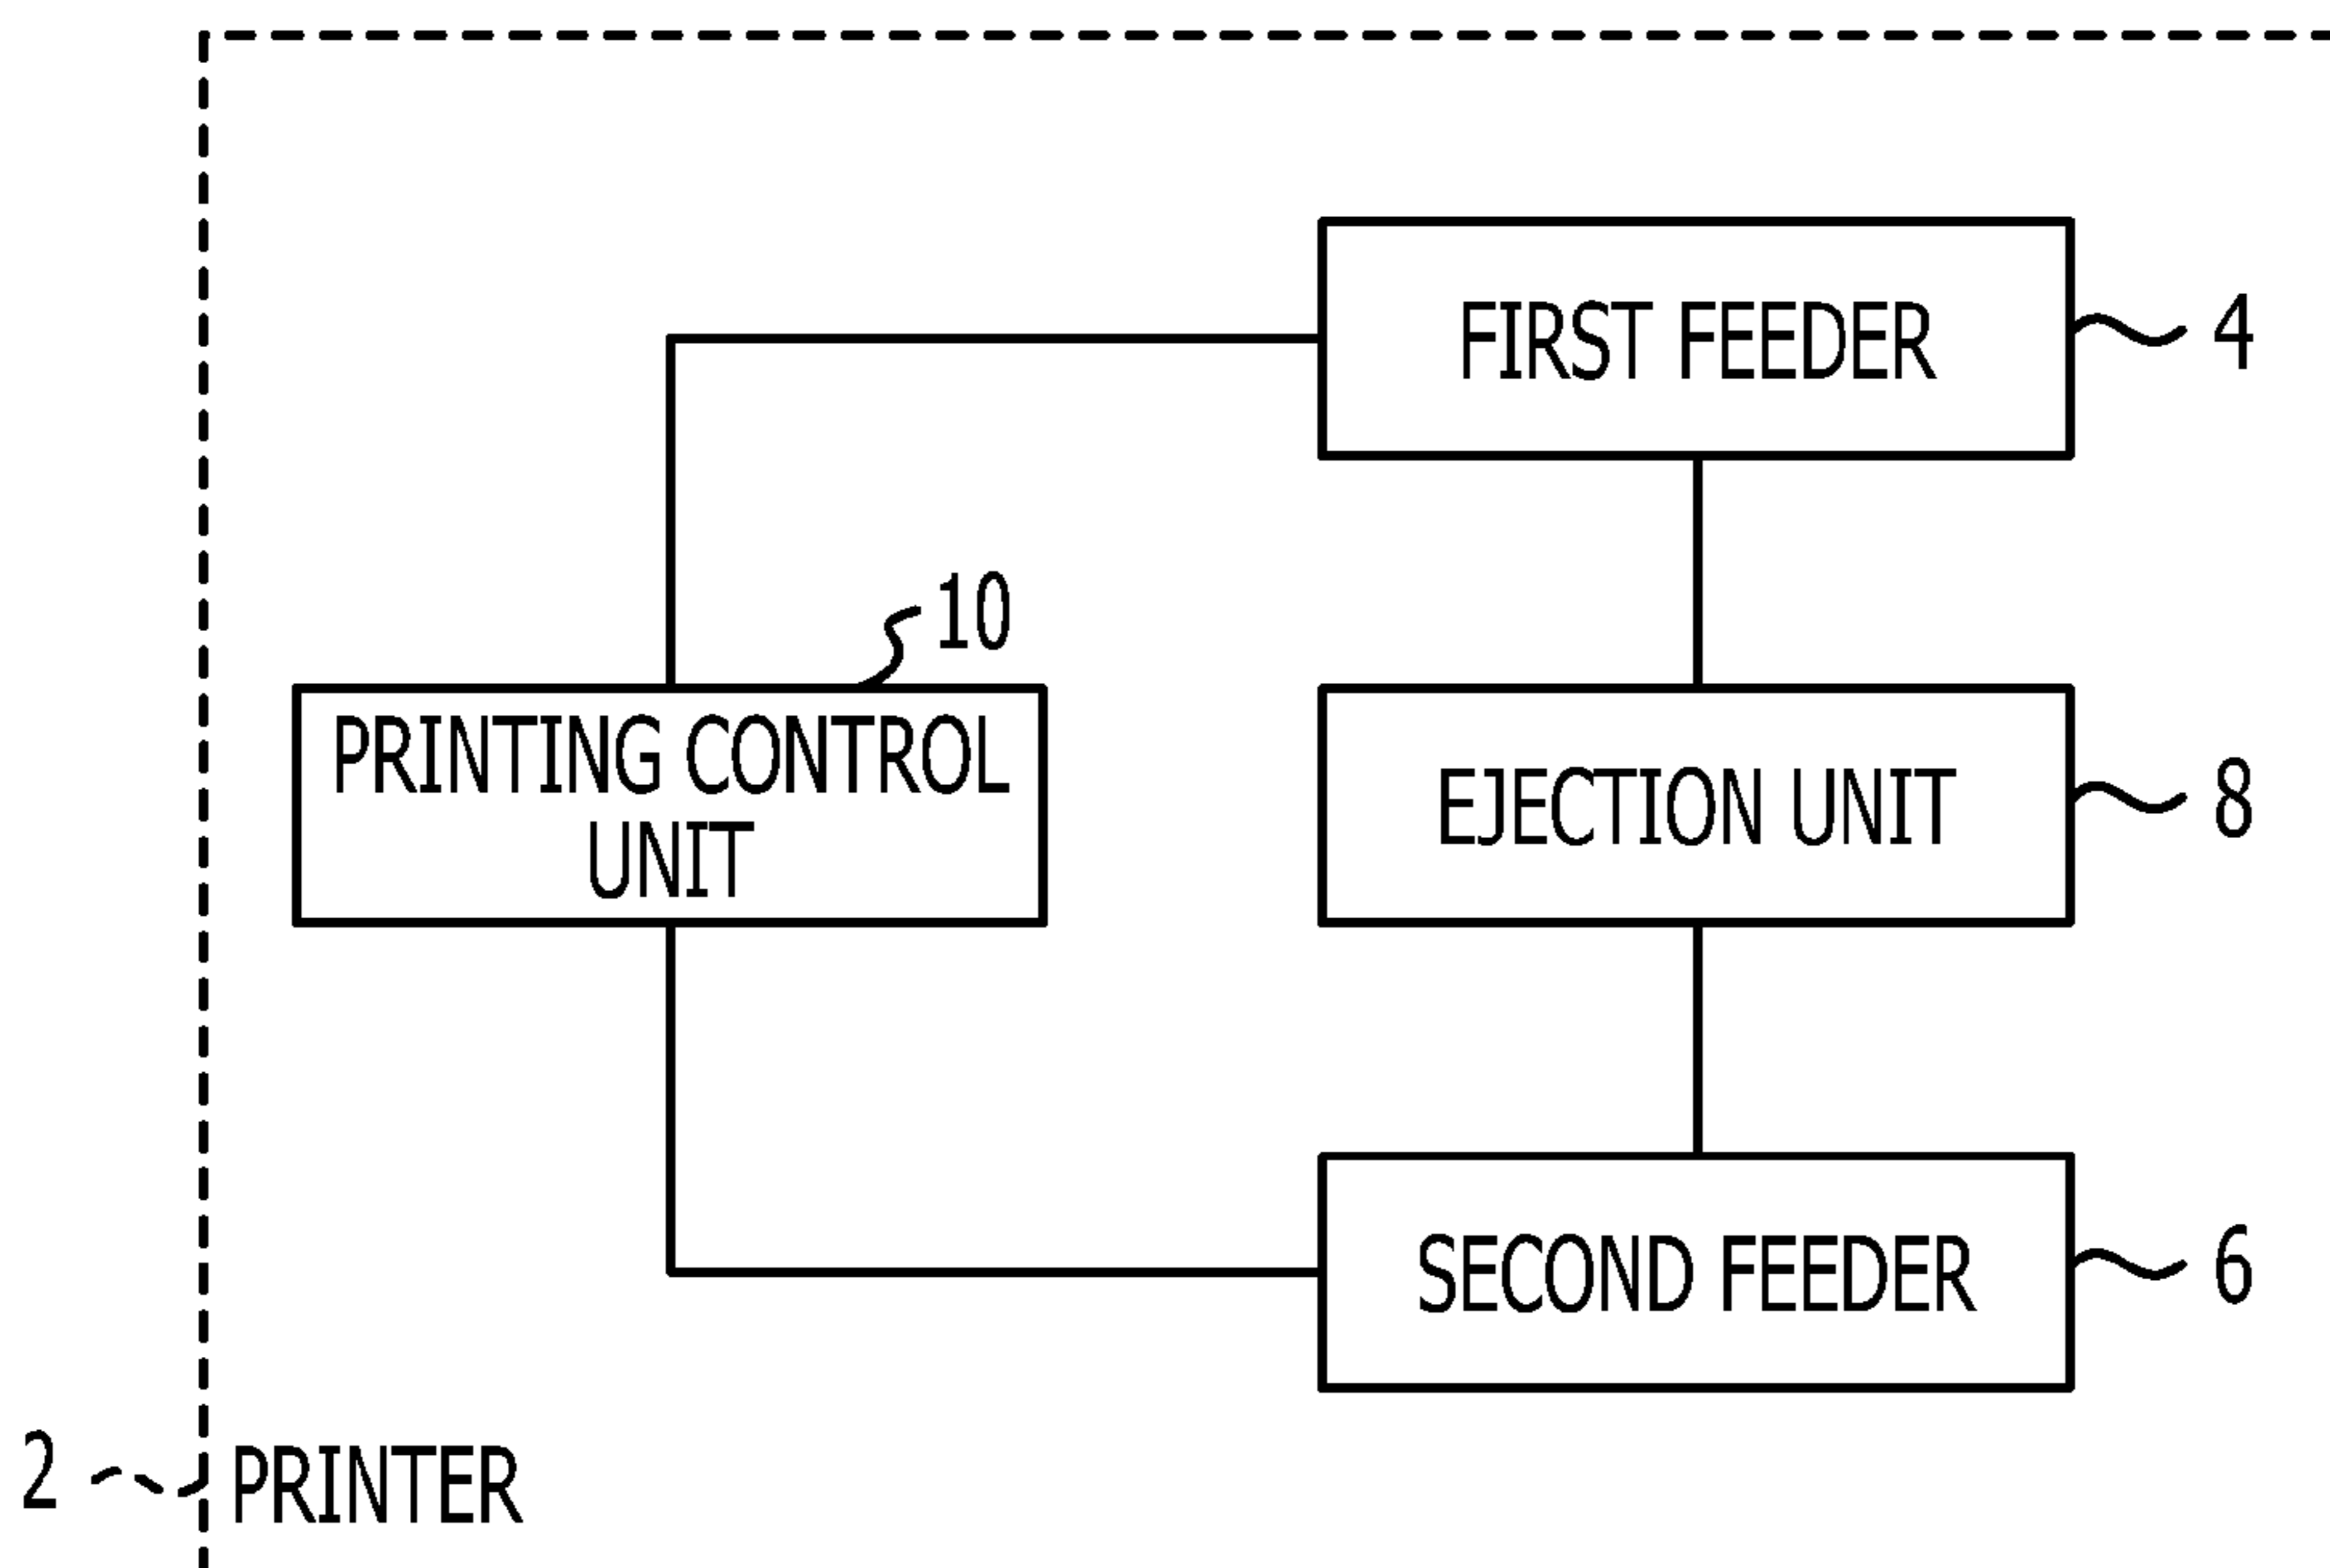 FIRST FEEDER
4
10
PRINTING CONTROL
UNIT
EJECTION UNIT
8
SECOND FEEDER
6
2
PRINTER